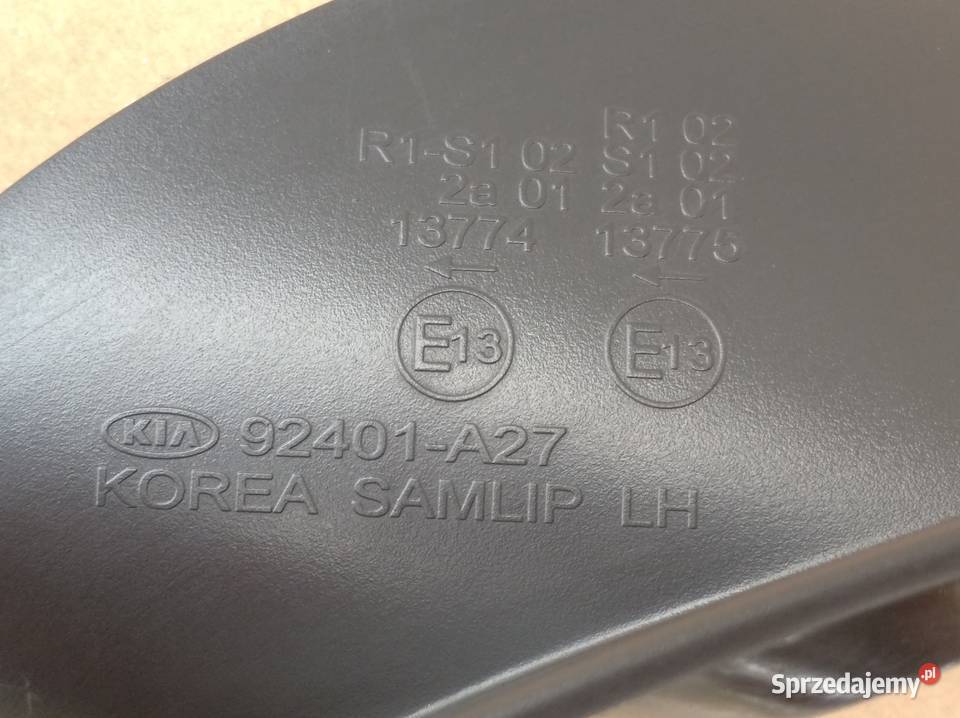 R1-S1 02
2a 01
13774
R1 02
S1 02
2a 01
13775
E13
E13
KIA 92401-A27
KOREA SAMLIP LH
Sprzedajemy.pl